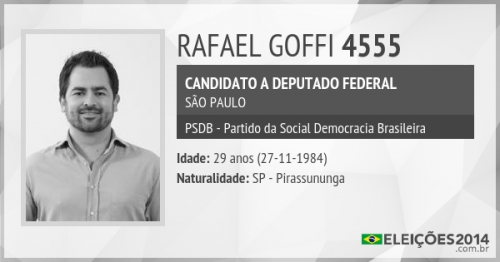 RAFAEL GOFFI 4555
CANDIDATO A DEPUTADO FEDERAL
SÃO PAULO
PSDB - Partido da Social Democracia Brasileira
Idade: 29 anos (27-11-1984)
Naturalidade: SP - Pirassununga
ELEIÇÕES2014
.com.br